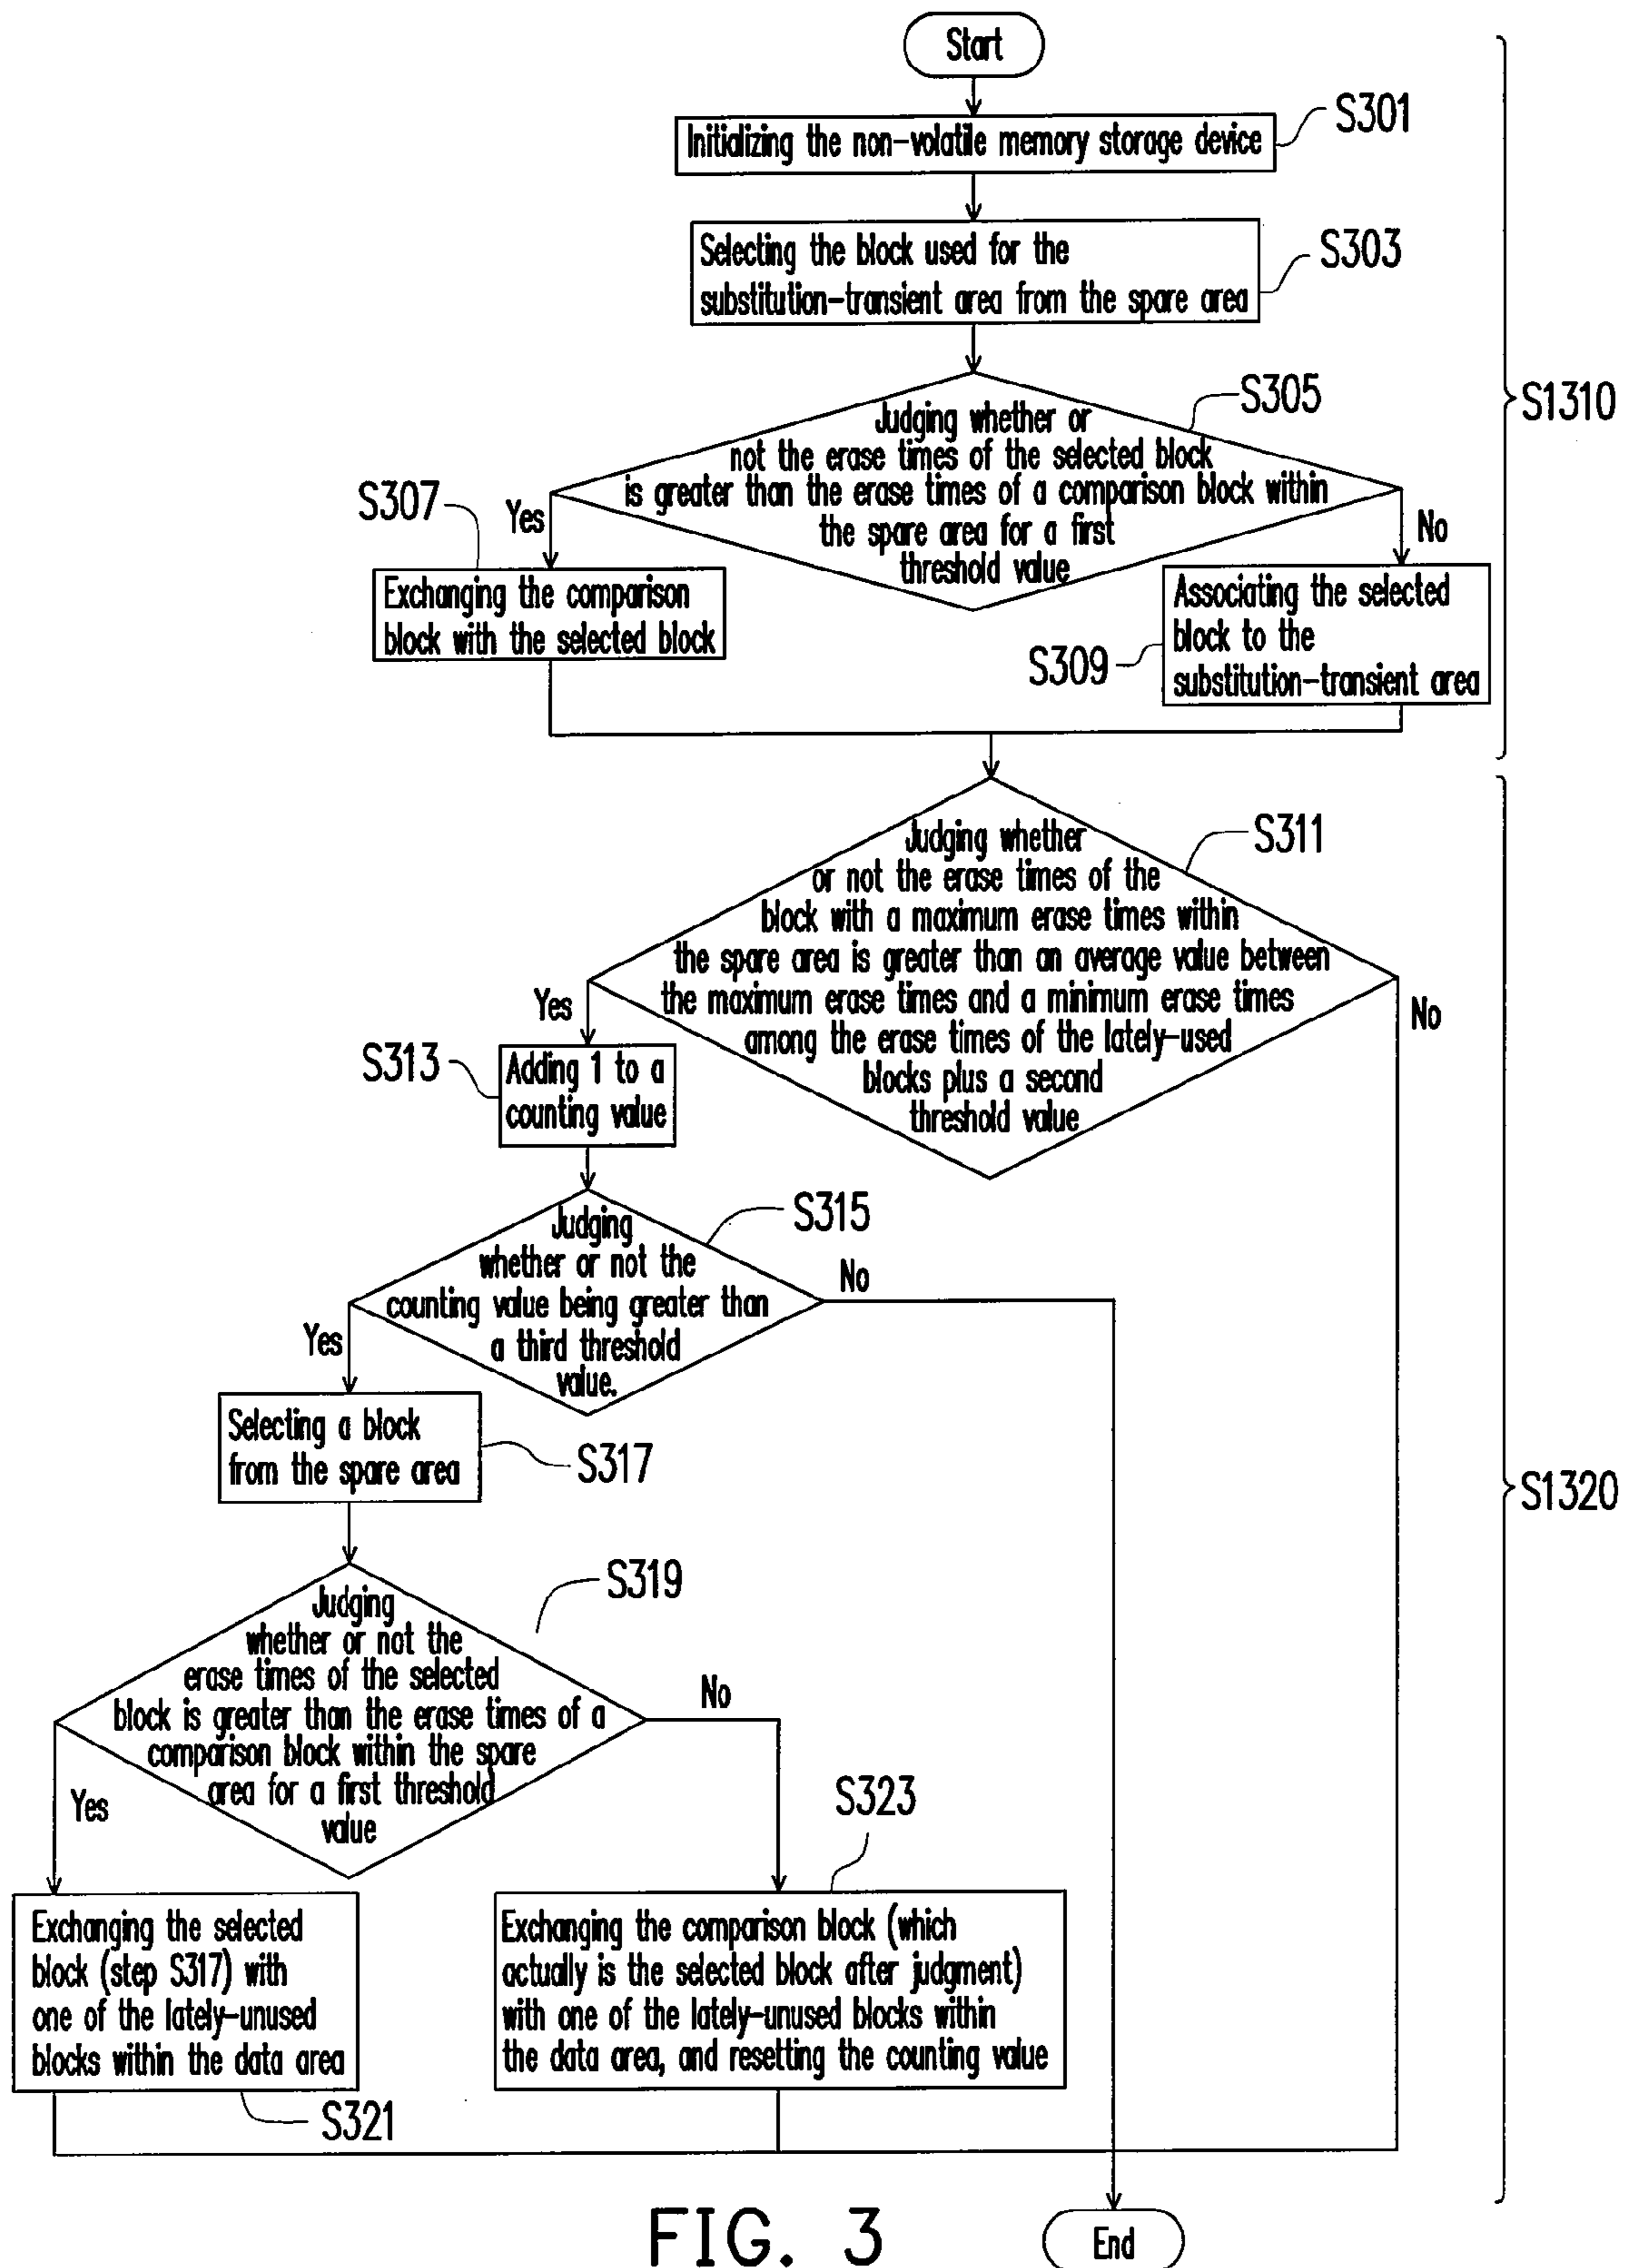 Start
S301
Initializing the non-volatile memory storage device
S303
Selecting the block used for the
substitution-transient area from the spare area
S305
Judging whether or
not the erase times of the selected block
is greater than the erase times of a comparison block within
the spare area for a first
threshold value
S1310
S307
Yes
No
Exchanging the comparison
block with the selected block
Associating the selected
block to the
substitution-transient area
S309
S311
Judging whether
or not the erase times of the
block with a maximum erase times within
the spare area is greater than an average value between
the maximum erase times and a minimum erase times
among the erase times of the lately-used
blocks plus a second
threshold value
Yes
No
S313
Adding 1 to a
counting value
S315
Judging
whether or not the
counting value being greater than
a third threshold
value.
No
Yes
Selecting a block
from the spare area
S317
S1320
S319
Judging
whether or not the
erase times of the selected
block is greater than the erase times of a
comparison block within the spare
area for a first threshold
value
No
Yes
S323
Exchanging the selected
block (step S317) with
one of the lately-unused
blocks within the data area
S321
Exchanging the comparison block (which
actually is the selected block after judgment)
with one of the lately-unused blocks within
the data area, and resetting the counting value
FIG. 3
End